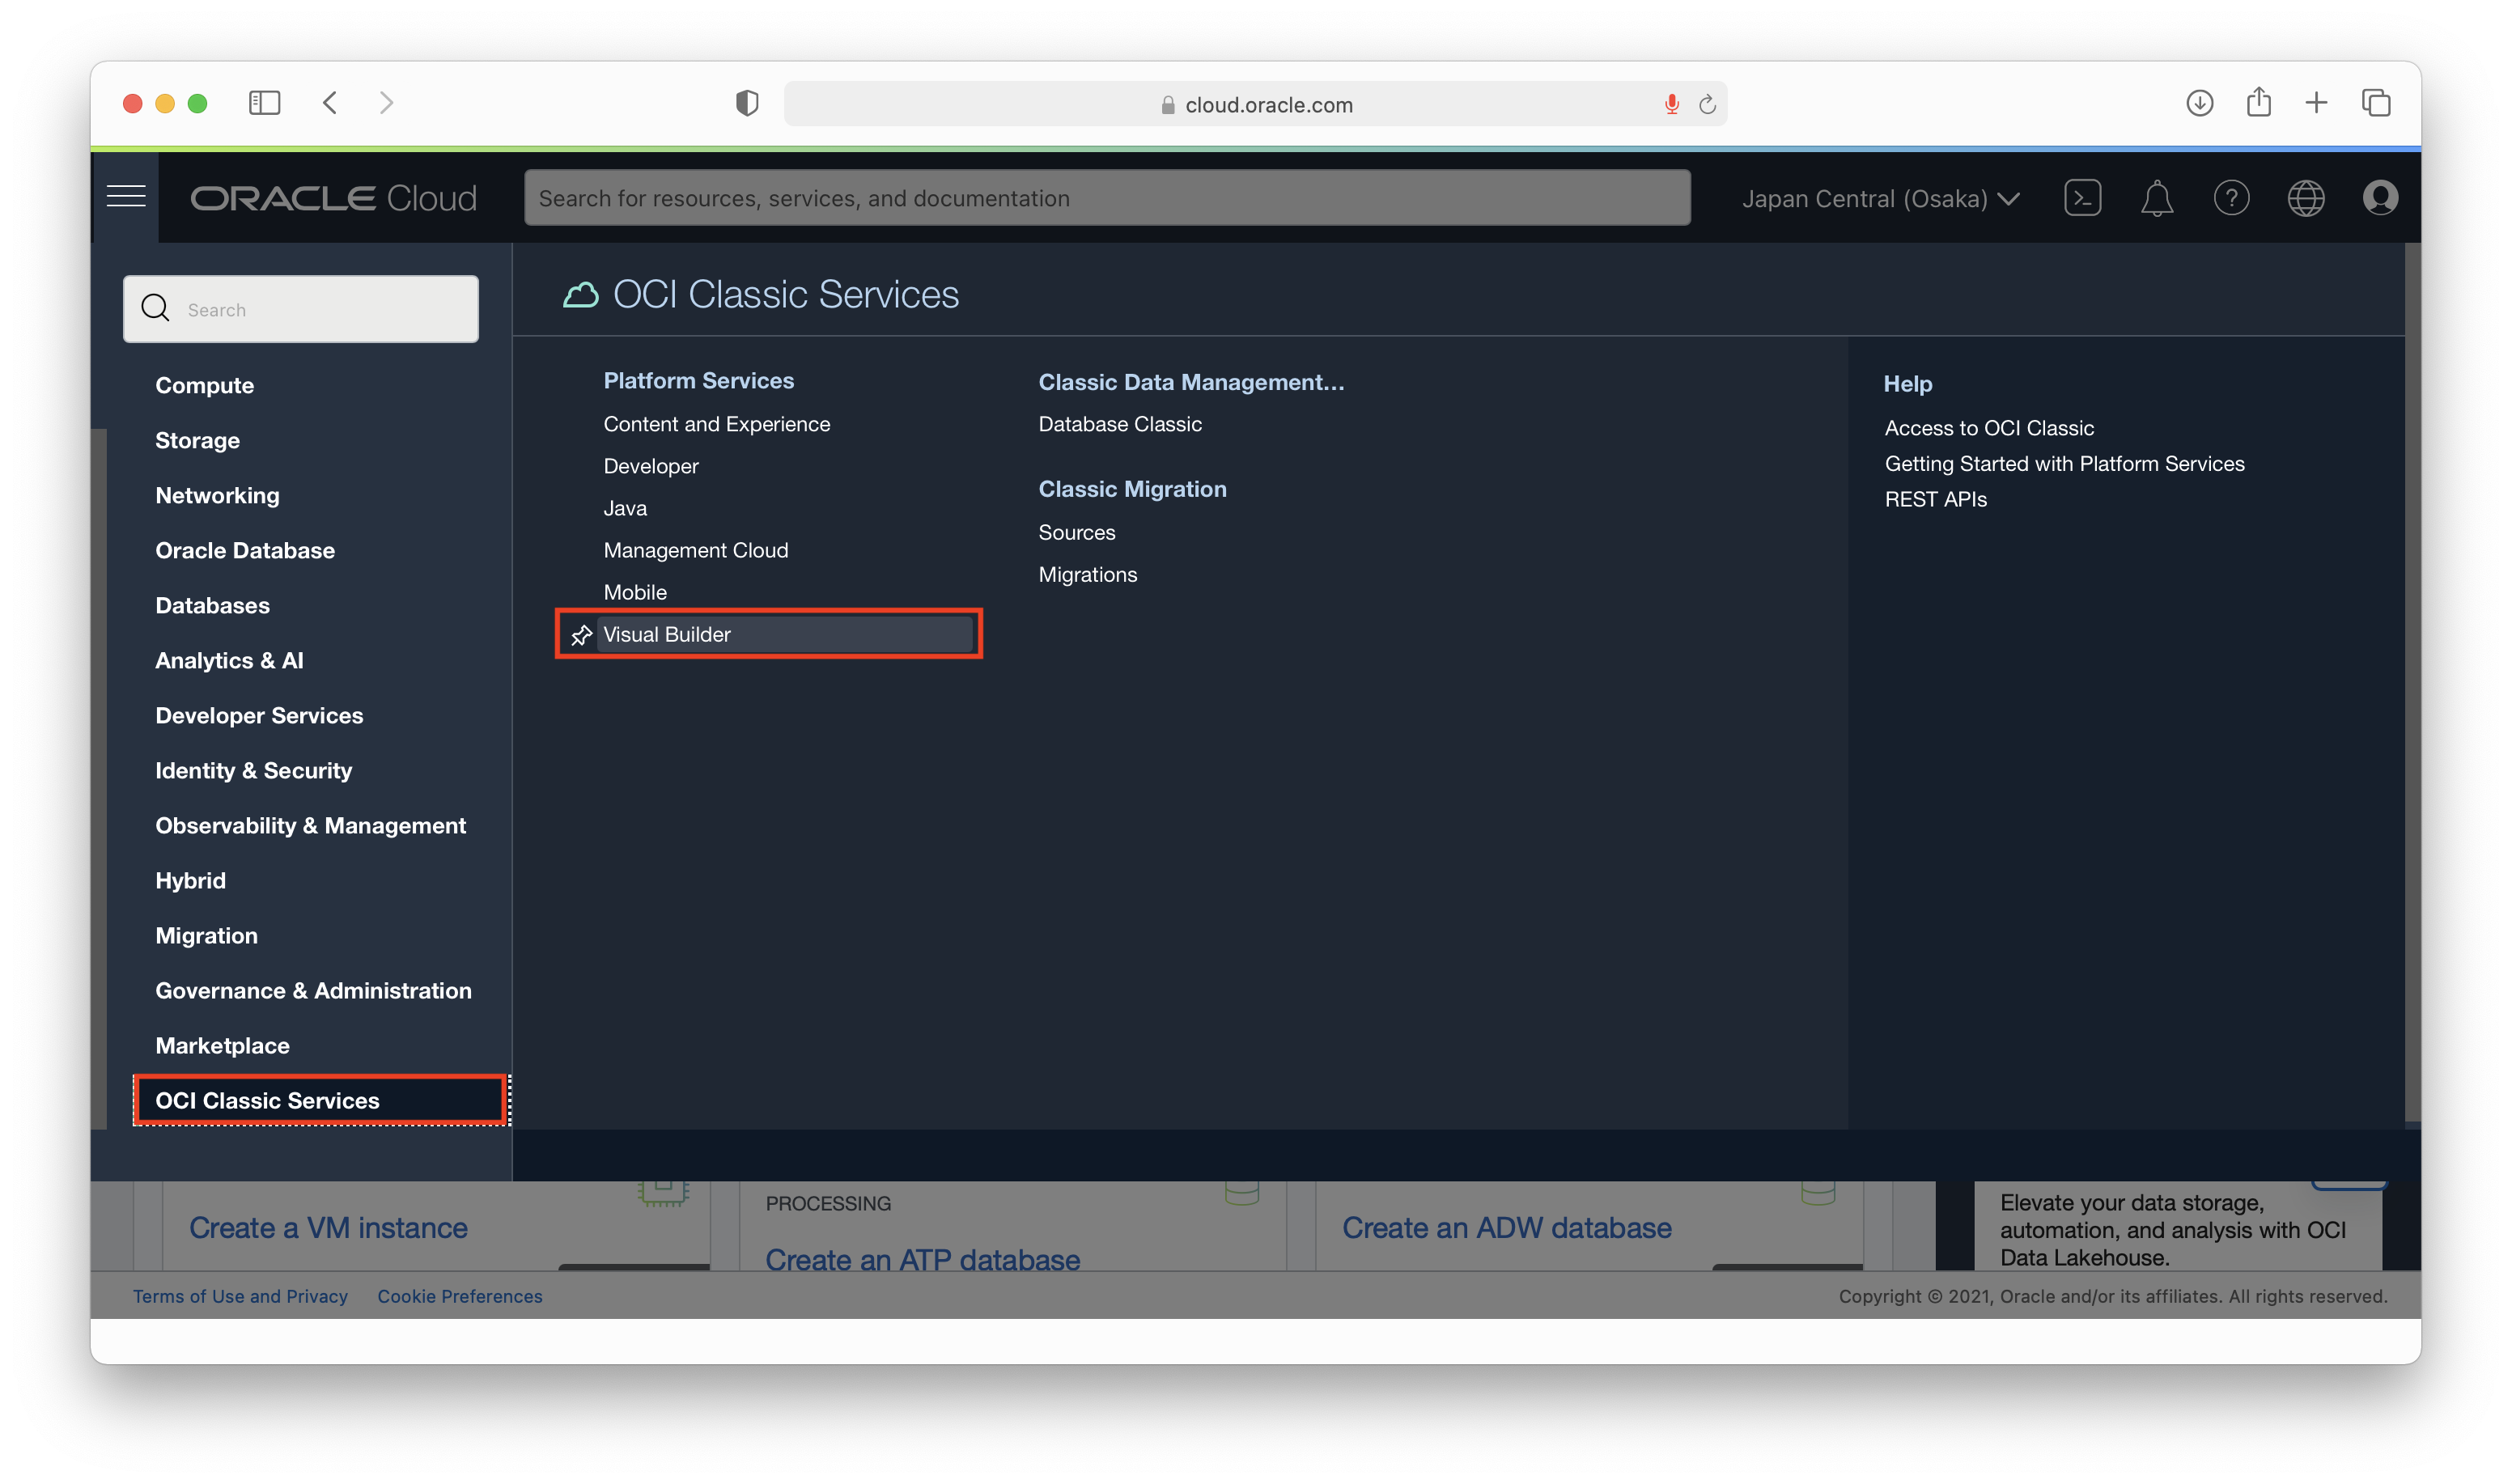 cloud.oracle.com
ORACLE Cloud
Search for resources, services, and documentation
Japan Central (Osaka)
Search
Compute
Storage
Networking
Oracle Database
Databases
Analytics & AI
Developer Services
Identity & Security
Observability & Management
Hybrid
Migration
Governance & Administration
Marketplace
OCI Classic Services
OCI Classic Services
Platform Services
Content and Experience
Developer
Java
Management Cloud
Mobile
Visual Builder
Classic Data Management...
Database Classic
Classic Migration
Sources
Migrations
Help
Access to OCI Classic
Getting Started with Platform Services
REST APIs
Create a VM instance
PROCESSING
Create an ATP database
Create an ADW database
Elevate your data storage,
automation, and analysis with OCI
Data Lakehouse.
Terms of Use and Privacy
Cookie Preferences
Copyright © 2021, Oracle and/or its affiliates. All rights reserved.